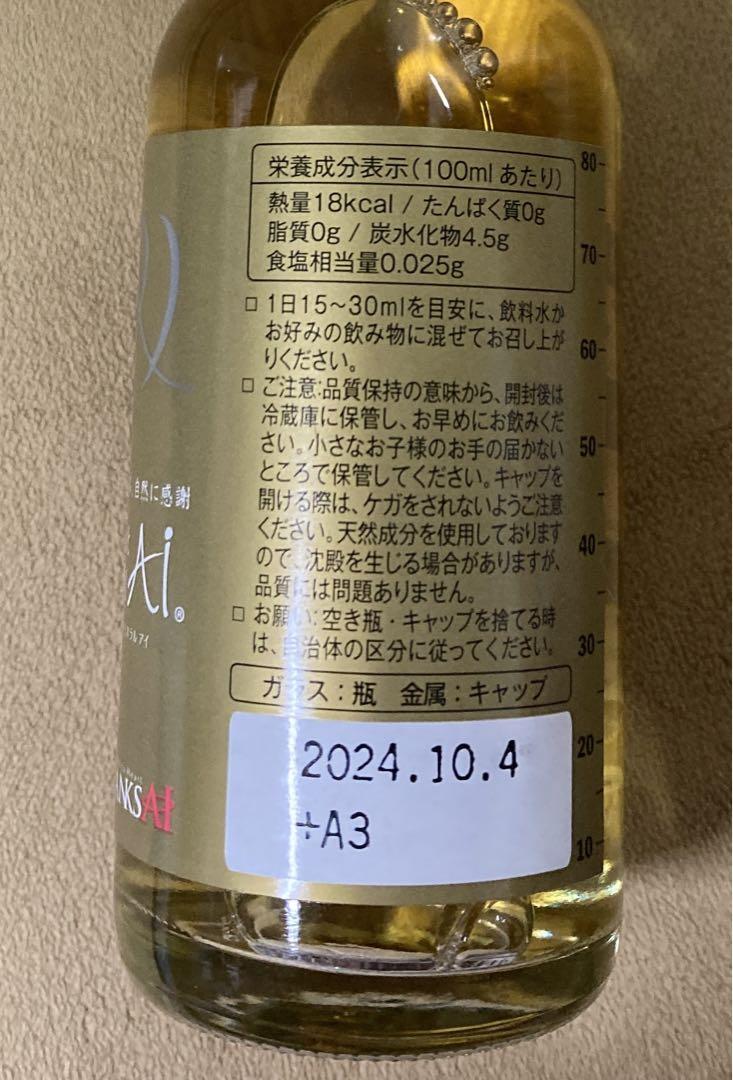 栄養成分表示(100mlあたり)
熱量18kcal / たんぱく質0g
脂質0g / 炭水化物4.5g
食塩相当量0.025g
□ 1日15～30mlを目安に、飲料水か
お好みの飲み物に混ぜてお召し上が
りください。
□ ご注意:品質保持の意味から、開封後は
冷蔵庫に保管し、お早めにお飲みくだ
さい。小さなお子様のお手の届かない
ところで保管してください。キャップを
開ける際は、ケガをされないようご注意
ください。天然成分を使用しております
ので、沈殿を生じる場合がありますが、
品質には問題ありません。
□ お願い:空き瓶・キャップを捨てる時
は、自治体の区分に従ってください。
ガラス:瓶 金属:キャップ
2024.10.4
+A3
80
70
60
50
40
30
20
10
自然に感謝
Ai®
ラルアイ
NKSAI